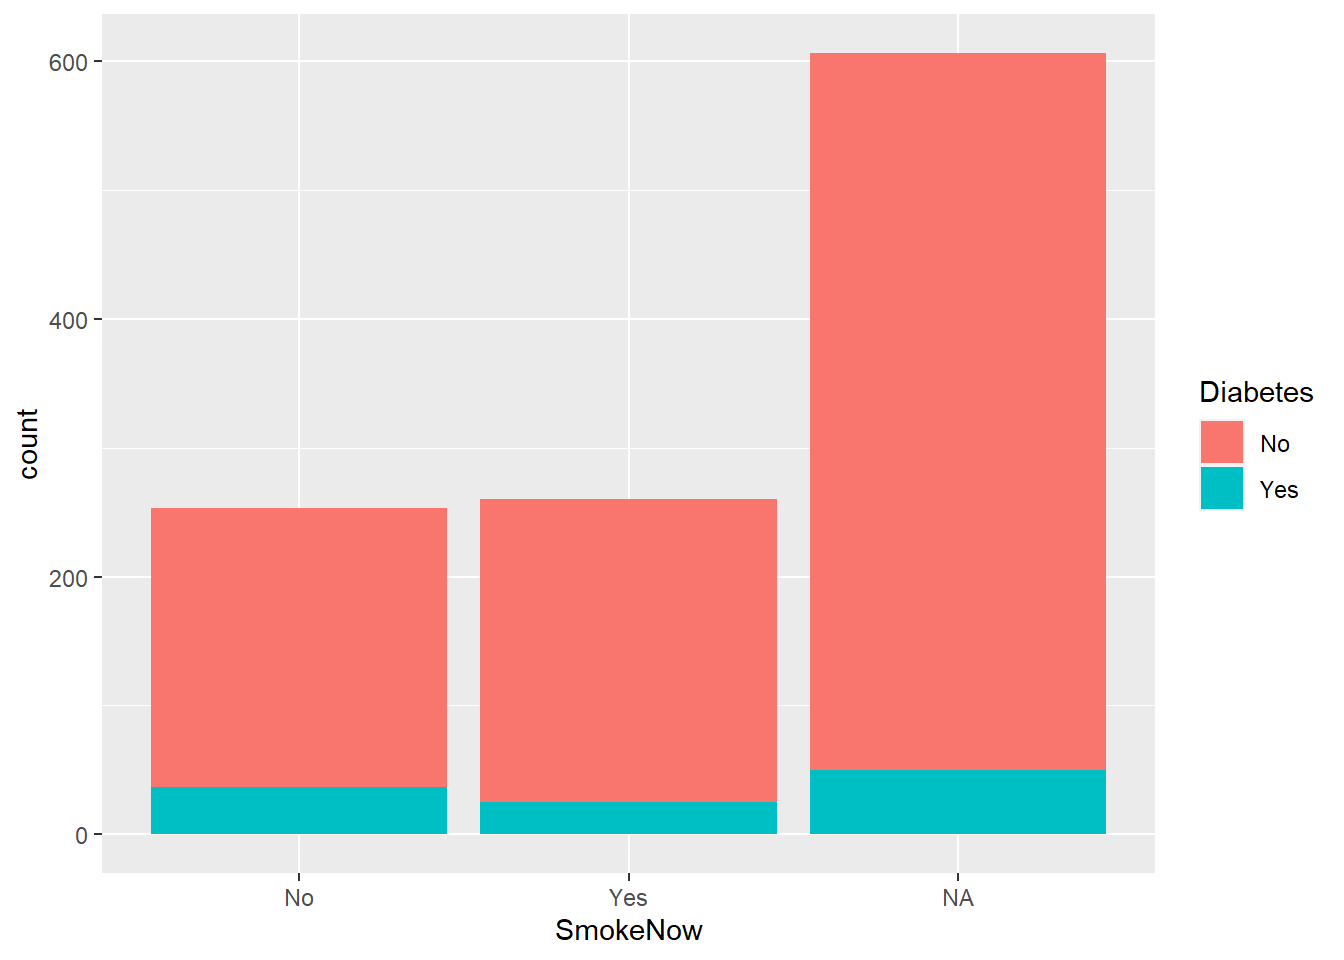 600
400
200
0
count
No
Yes
NA
SmokeNow
Diabetes
No
Yes